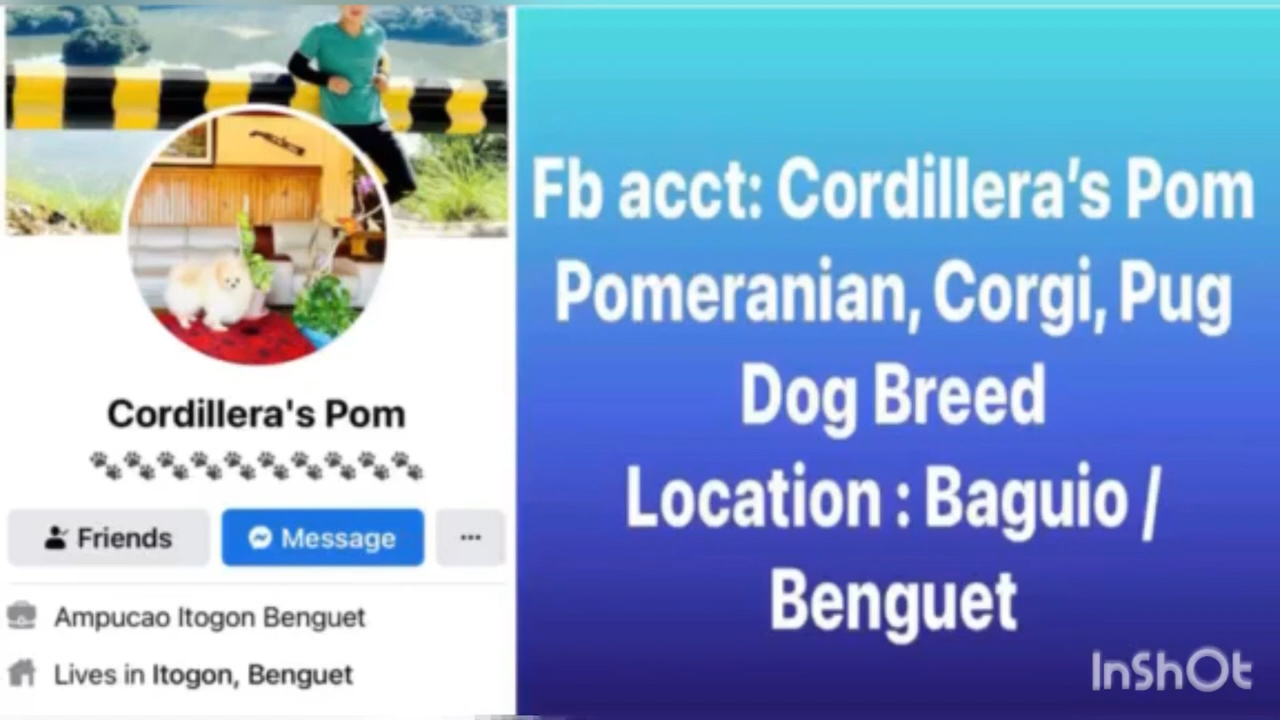 Cordillera's Pom
Friends
Message
Ampucao Itogon Benguet
Lives in Itogon, Benguet
Fb acct: Cordillera’s Pom
Pomeranian, Corgi, Pug
Dog Breed
Location : Baguio /
Benguet
InShOt